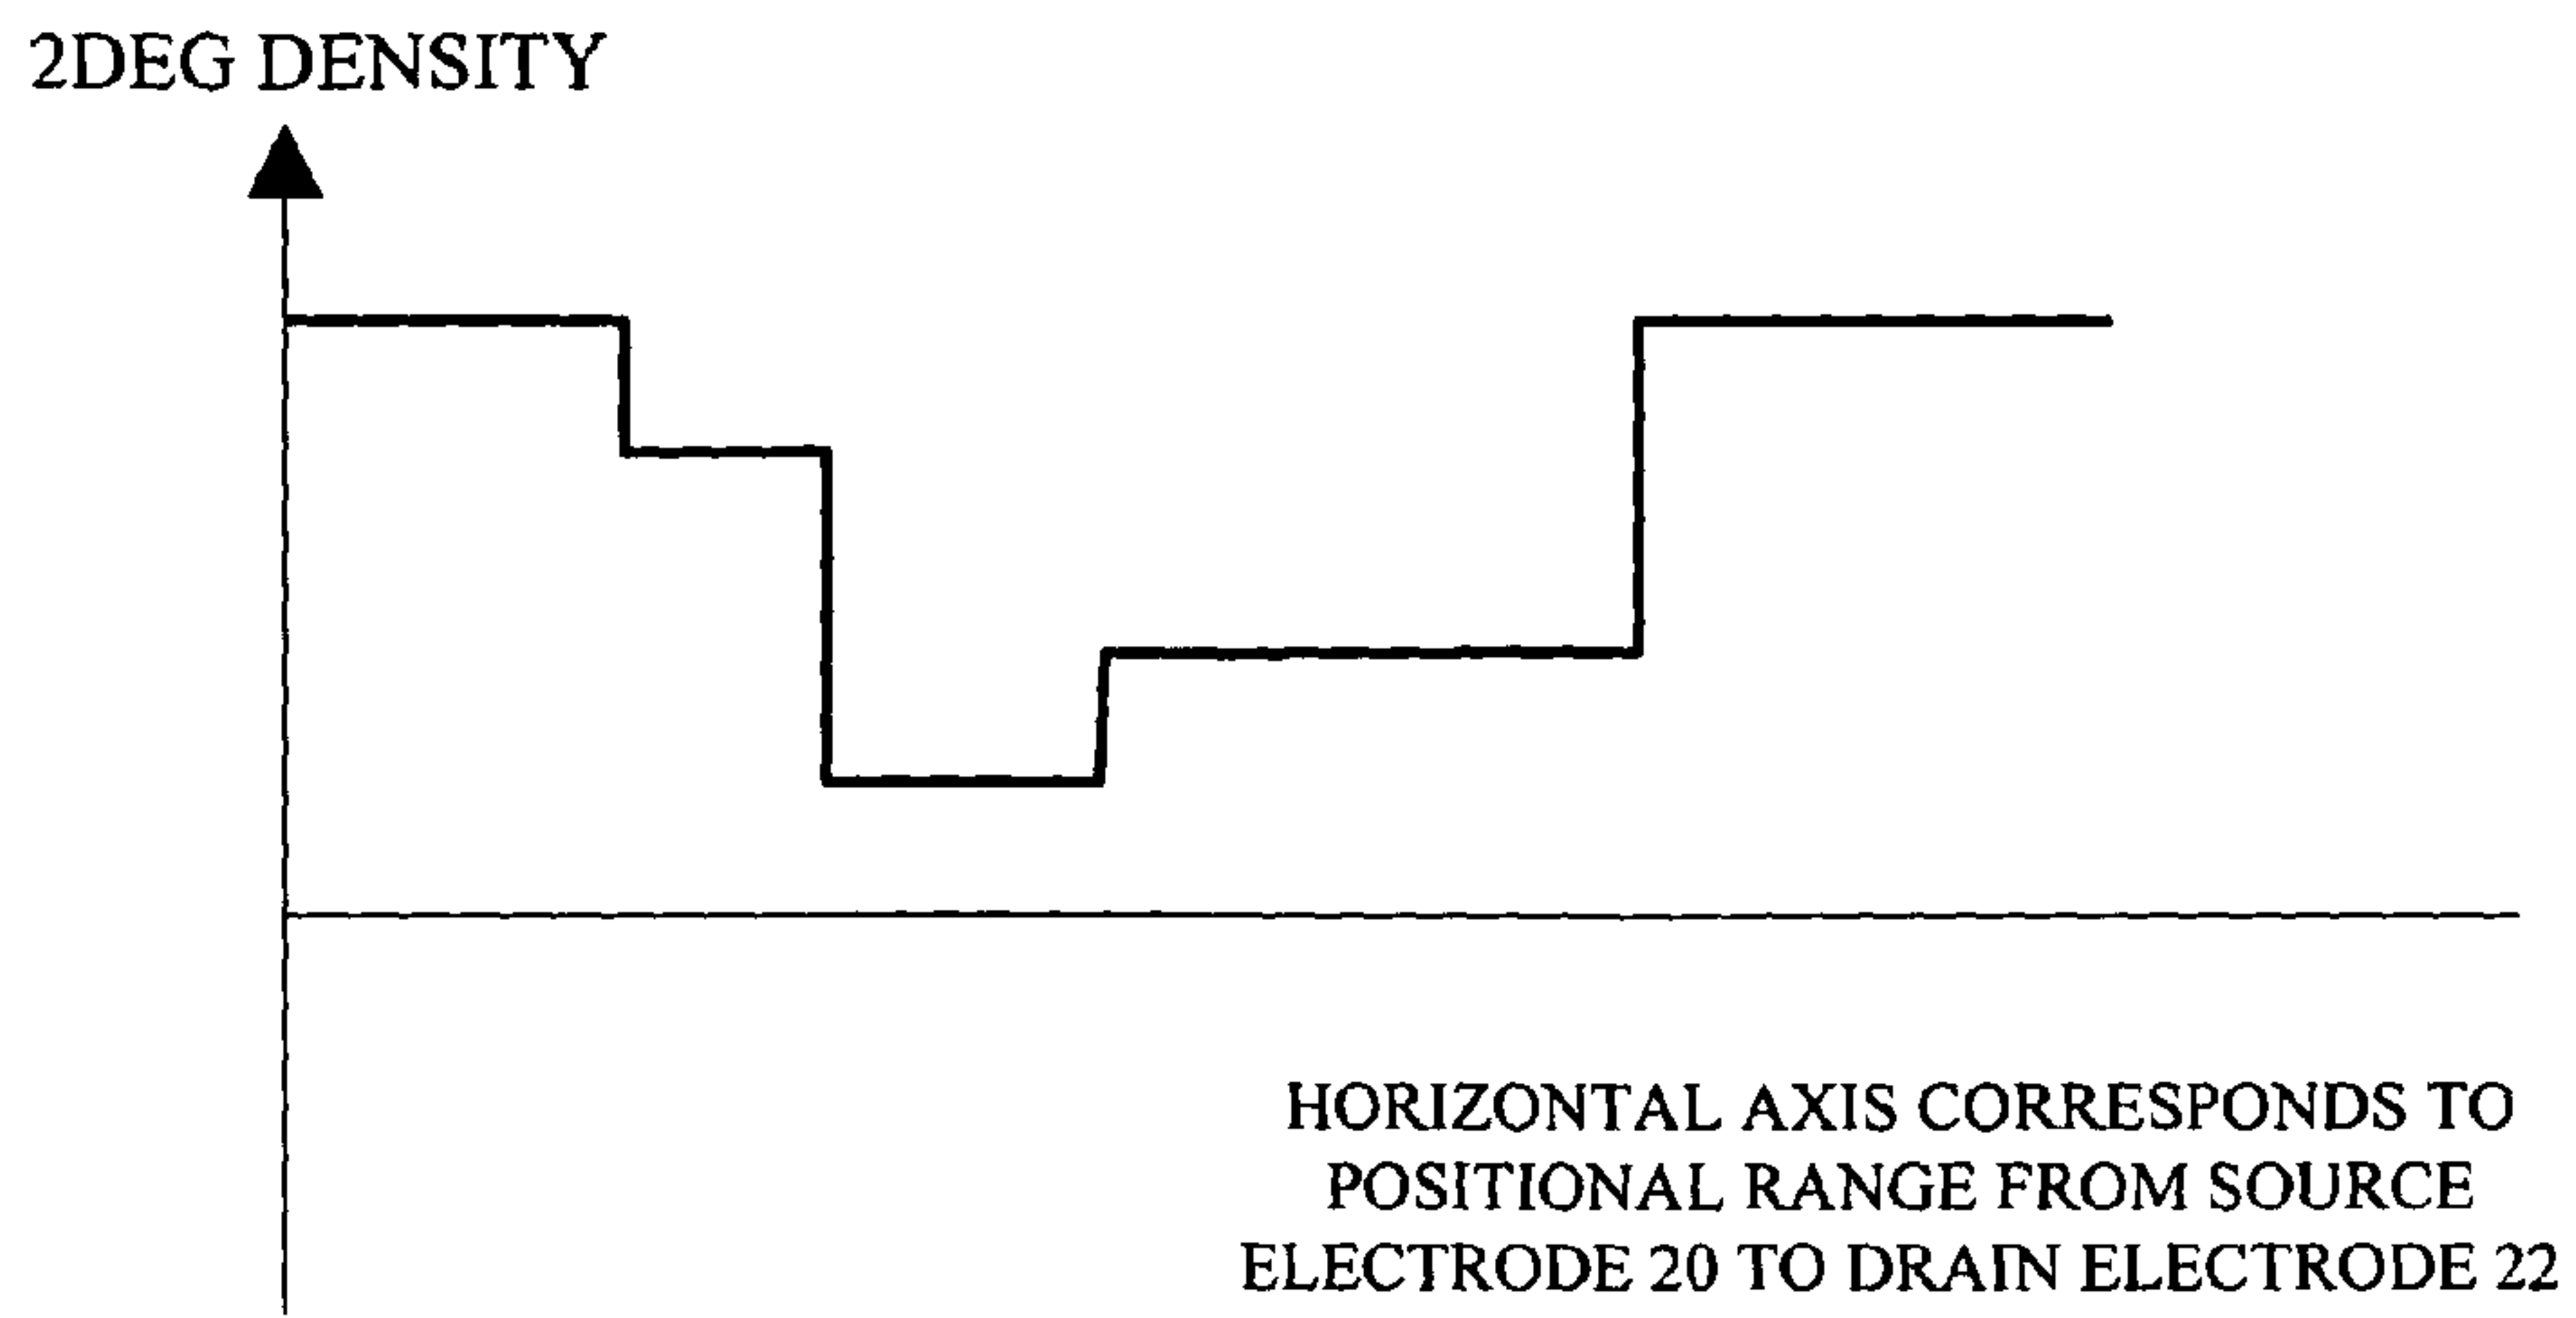 2DEG DENSITY
HORIZONTAL AXIS CORRESPONDS TO
POSITIONAL RANGE FROM SOURCE
ELECTRODE 20 TO DRAIN ELECTRODE 22